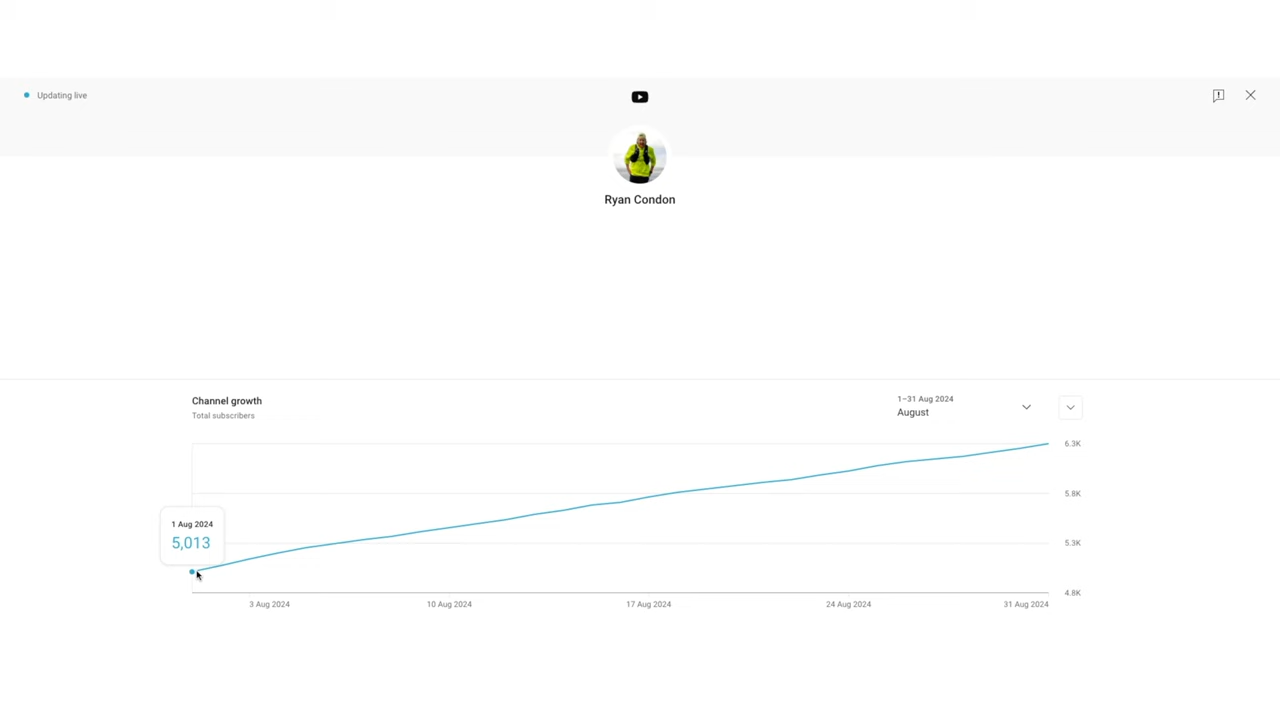 Updating live
Ryan Condon
Channel growth
Total subscribers
1–31 Aug 2024
August
6.3K
5.8K
5.3K
4.8K
1 Aug 2024
5,013
3 Aug 2024
10 Aug 2024
17 Aug 2024
24 Aug 2024
31 Aug 2024